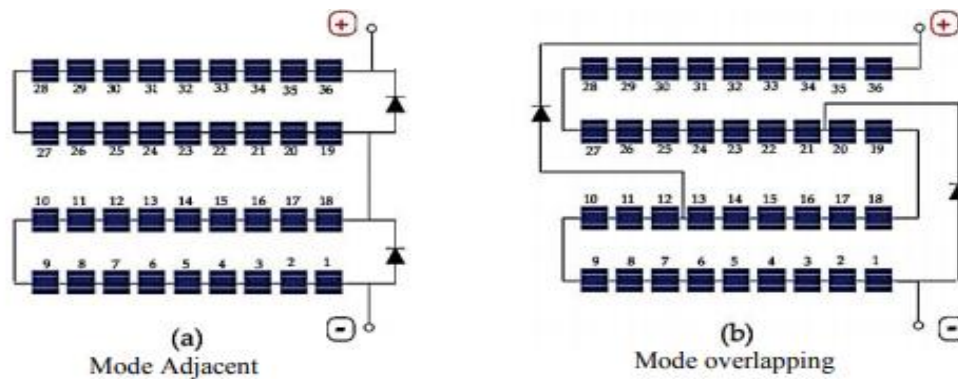 +
28 29 30 31 32 33 34 35 36
27 26 25 24 23 22 21 20 19
10 11 12 13 14 15 16 17 18
9 8 7 6 5 4 3 2 1
-
(a)
Mode Adjacent
+
28 29 30 31 32 33 34 35 36
27 26 25 24 23 22 21 20 19
10 11 12 13 14 15 16 17 18
9 8 7 6 5 4 3 2 1
-
(b)
Mode overlapping